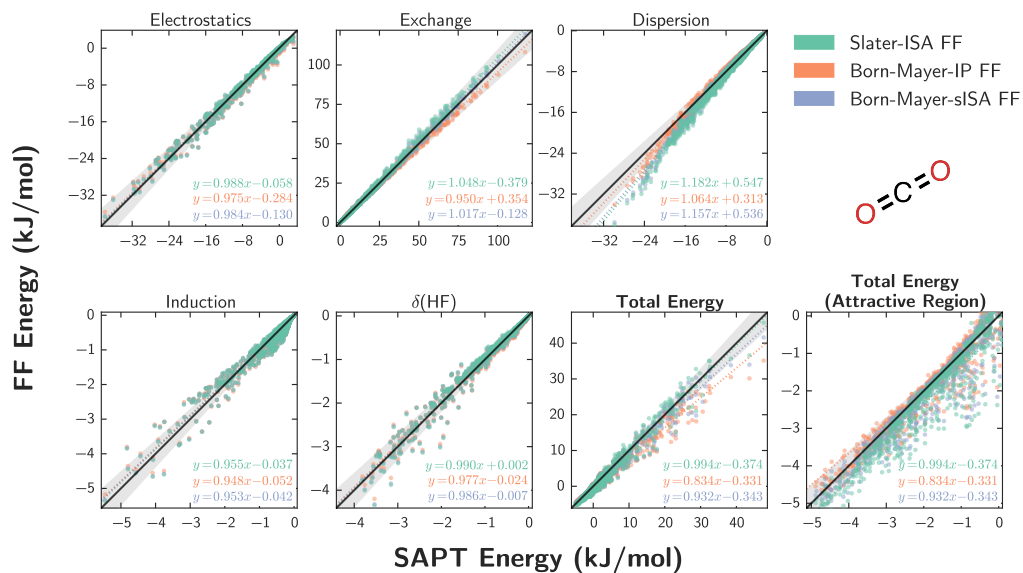 Electrostatics
Exchange
Dispersion
Slater-ISA FF
Born-Mayer-IP FF
Born-Mayer-sISA FF
FF Energy (kJ/mol)
0
−8
−16
−24
−32
y=0.988x−0.058
y=0.975x−0.284
y=0.984x−0.130
−32 −24 −16 −8 0
100
75
50
25
0
y=1.048x−0.379
y=0.950x+0.354
y=1.017x−0.128
0 25 50 75 100
0
−8
−16
−24
−32
y=1.182x+0.547
y=1.064x+0.313
y=1.157x+0.536
−32 −24 −16 −8 0
O=C=O
Induction
δ(HF)
Total Energy
Total Energy
(Attractive Region)
0
−1
−2
−3
−4
−5
y=0.955x−0.037
y=0.948x−0.052
y=0.953x−0.042
−5 −4 −3 −2 −1 0
0
−1
−2
−3
−4
y=0.990x+0.002
y=0.977x−0.024
y=0.986x−0.007
−4 −3 −2 −1 0
40
30
20
10
0
y=0.994x−0.374
y=0.834x−0.331
y=0.932x−0.343
0 10 20 30 40
0
−1
−2
−3
−4
−5
y=0.994x−0.374
y=0.834x−0.331
y=0.932x−0.343
−5 −4 −3 −2 −1 0
SAPT Energy (kJ/mol)